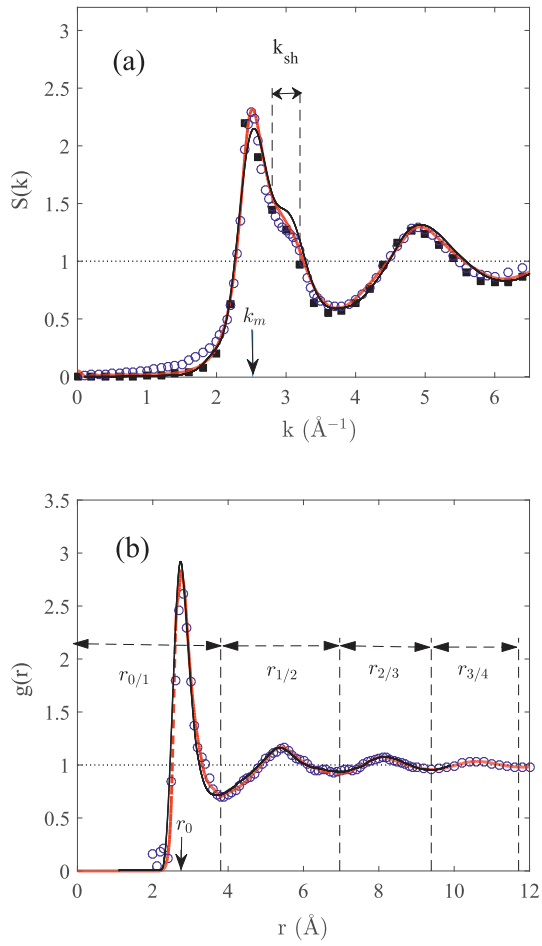 (a)
k_sh
3
2.5
2
1.5
1
0.5
0
S(k)
k_m
0 1 2 3 4 5 6
k (Å⁻¹)
(b)
3.5
3
2.5
2
1.5
1
0.5
0
g(r)
r_0/1 r_1/2 r_2/3 r_3/4
r_0
0 2 4 6 8 10 12
r (Å)